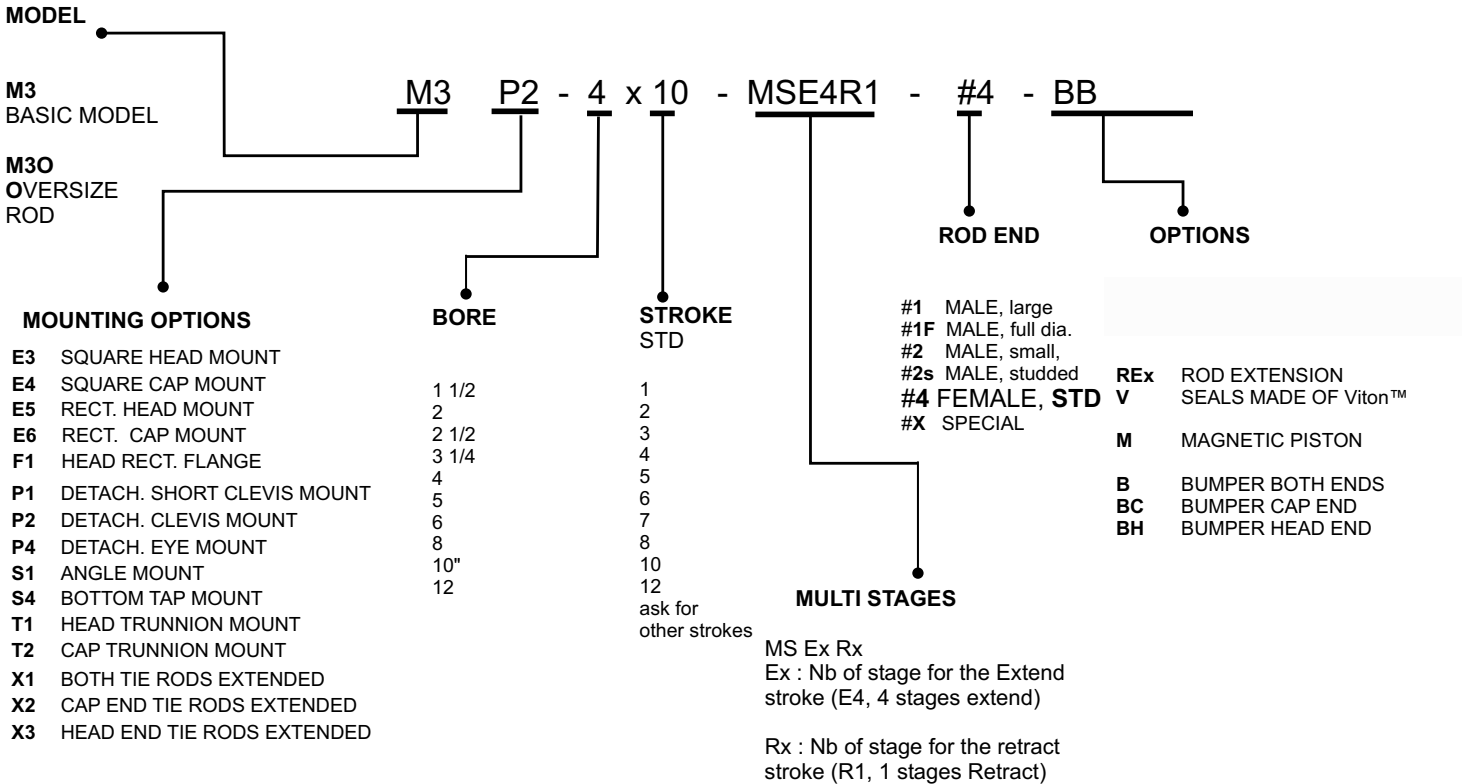 MODEL
M3
BASIC MODEL
M3O
OVERSIZE
ROD
M3 P2 - 4 x 10 - MSE4R1 - #4 - BB
MOUNTING OPTIONS
E3 SQUARE HEAD MOUNT
E4 SQUARE CAP MOUNT
E5 RECT. HEAD MOUNT
E6 RECT. CAP MOUNT
F1 HEAD RECT. FLANGE
P1 DETACH. SHORT CLEVIS MOUNT
P2 DETACH. CLEVIS MOUNT
P4 DETACH. EYE MOUNT
S1 ANGLE MOUNT
S4 BOTTOM TAP MOUNT
T1 HEAD TRUNNION MOUNT
T2 CAP TRUNNION MOUNT
X1 BOTH TIE RODS EXTENDED
X2 CAP END TIE RODS EXTENDED
X3 HEAD END TIE RODS EXTENDED
BORE
1 1/2
2
2 1/2
3 1/4
4
5
6
8
10"
12
STROKE
STD
1
2
3
4
5
6
7
8
10
12
ask for
other strokes
MULTI STAGES
MS Ex Rx
Ex : Nb of stage for the Extend
stroke (E4, 4 stages extend)
Rx : Nb of stage for the retract
stroke (R1, 1 stages Retract)
ROD END
#1 MALE, large
#1F MALE, full dia.
#2 MALE, small,
#2s MALE, studded
#4 FEMALE, STD
#X SPECIAL
OPTIONS
REx ROD EXTENSION
V SEALS MADE OF Viton™
M MAGNETIC PISTON
B BUMPER BOTH ENDS
BC BUMPER CAP END
BH BUMPER HEAD END